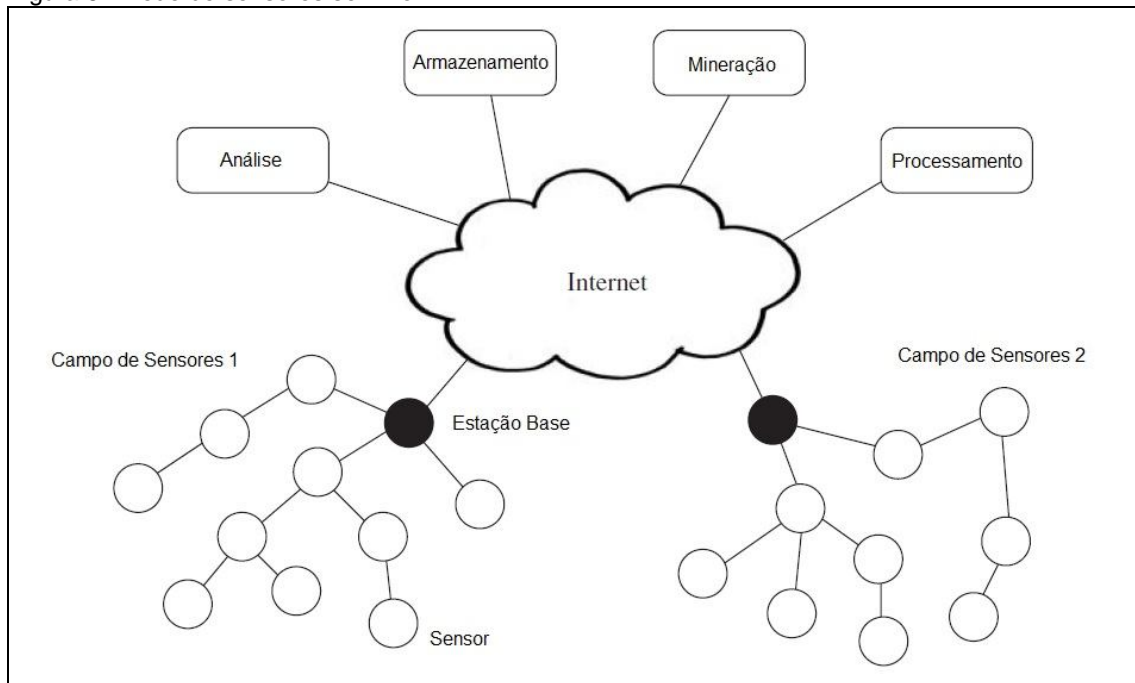 Armazenamento
Mineração
Análise
Processamento
Internet
Campo de Sensores 1
Campo de Sensores 2
Estação Base
Sensor